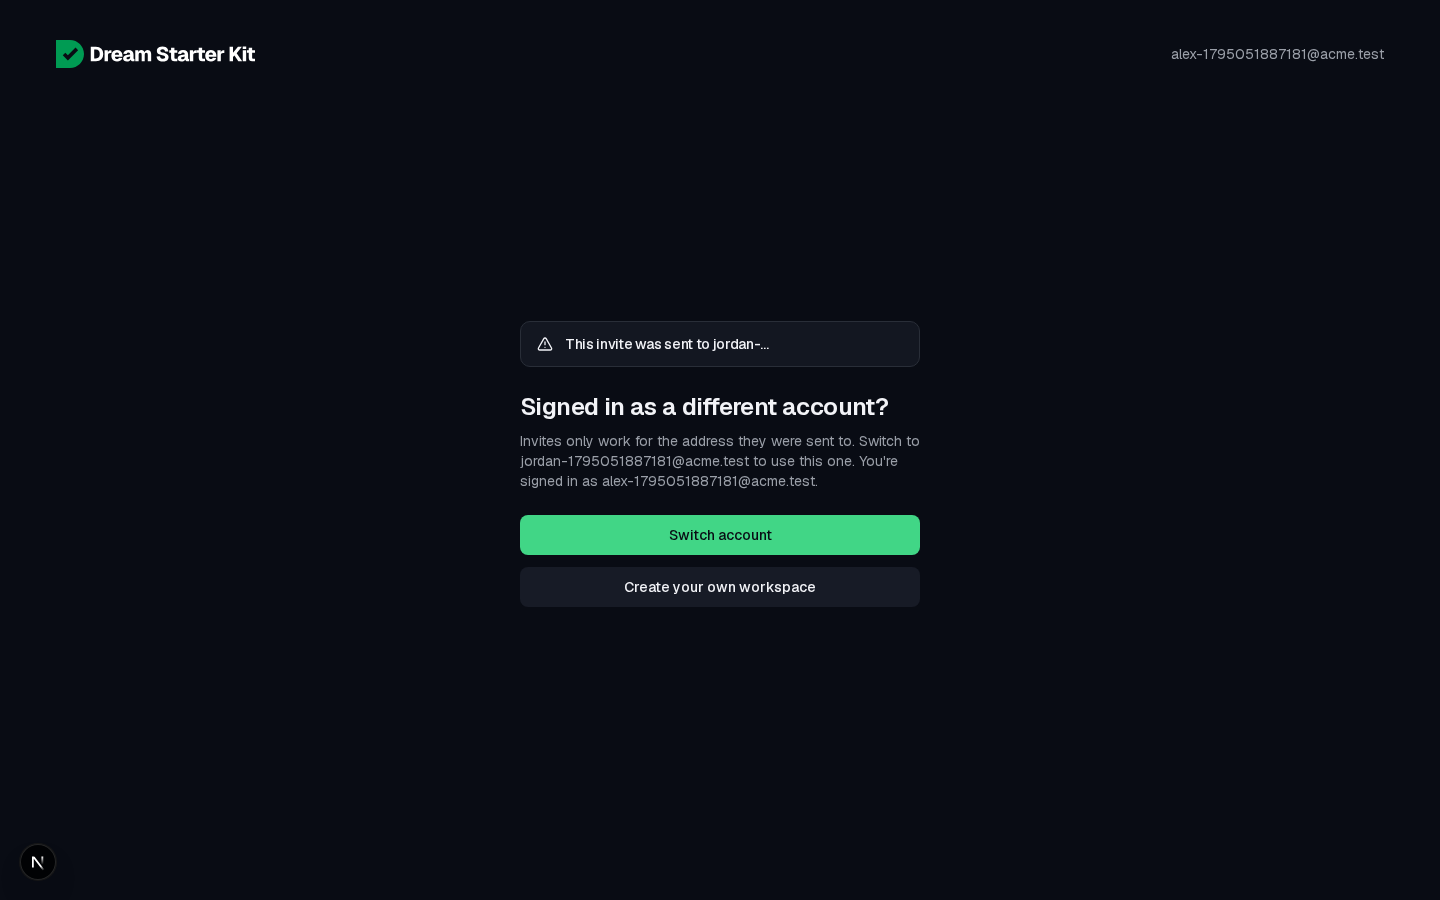 Dream Starter Kit
alex-1795051887181@acme.test
This invite was sent to jordan-...
Signed in as a different account?
Invites only work for the address they were sent to. Switch to
jordan-1795051887181@acme.test to use this one. You're
signed in as alex-1795051887181@acme.test.
Switch account
Create your own workspace
N